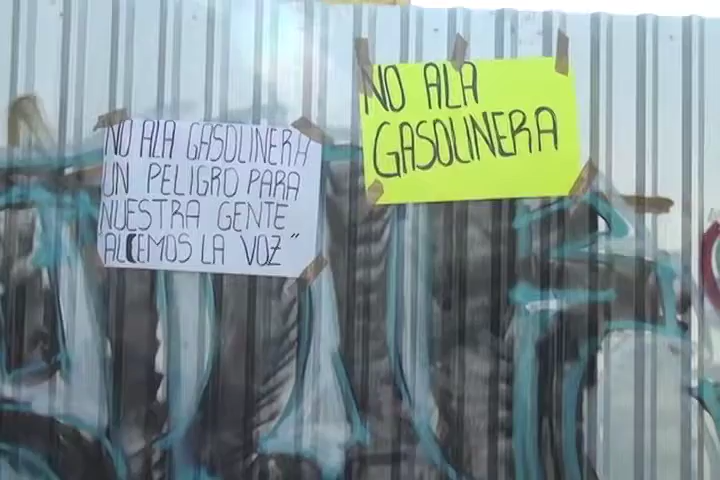 NO ALA GASOLINERA
UN PELIGRO PARA
NUESTRA GENTE
"ALCEMOS LA VOZ"
NO ALA
GASOLINERA